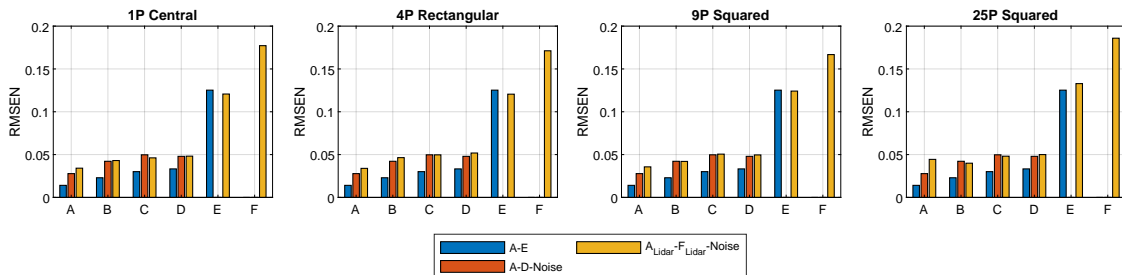 1P Central
4P Rectangular
9P Squared
25P Squared
RMSEN
0.2
0.15
0.1
0.05
0
A B C D E F
RMSEN
0.2
0.15
0.1
0.05
0
A B C D E F
RMSEN
0.2
0.15
0.1
0.05
0
A B C D E F
RMSEN
0.2
0.15
0.1
0.05
0
A B C D E F
A-E
A-D-Noise
A_Lidar-F_Lidar-Noise